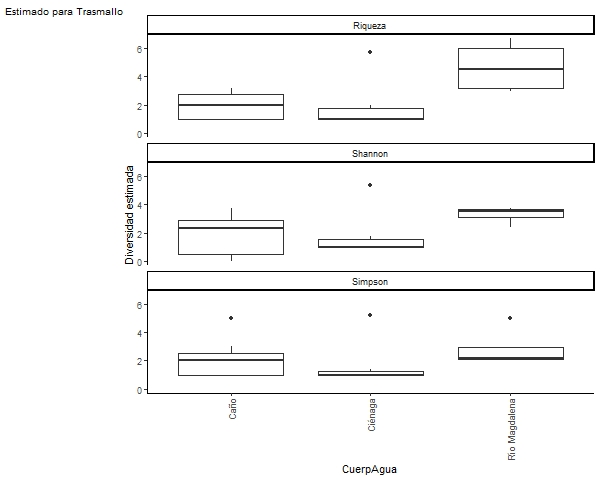 Estimado para Trasmallo
Riqueza
6
4
2
0
Shannon
6
4
2
0
Simpson
6
4
2
0
Diversidad estimada
Caño
Ciénaga
Río Magdalena
CuerpAgua